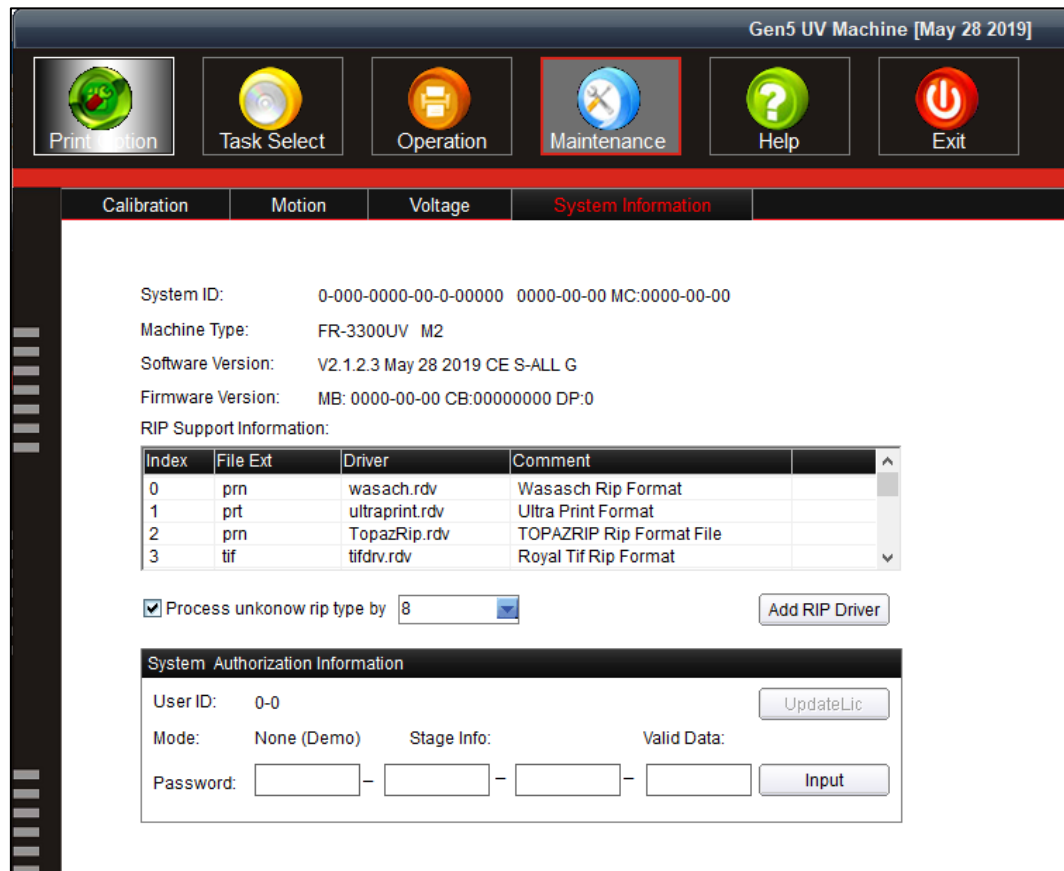 Gen5 UV Machine [May 28 2019]
Print Motion Task Select Operation Maintenance Help Exit
Calibration Motion Voltage System Information
System ID: 0-000-0000-00-0-00000 0000-00-00 MC:0000-00-00
Machine Type: FR-3300UV M2
Software Version: V2.1.2.3 May 28 2019 CE S-ALL G
Firmware Version: MB: 0000-00-00 CB:00000000 DP:0
RIP Support Information:
Index File Ext Driver Comment
0 prn wasach.rdv Wasasch Rip Format
1 prt ultraprint.rdv Ultra Print Format
2 prn TopazRip.rdv TOPAZRIP Rip Format File
3 tif tifdrv.rdv Royal Tif Rip Format
Process unkonow rip type by 8 Add RIP Driver
System Authorization Information
User ID: 0-0 UpdateLic
Mode: None (Demo) Stage Info: Valid Data:
Password: – – – Input